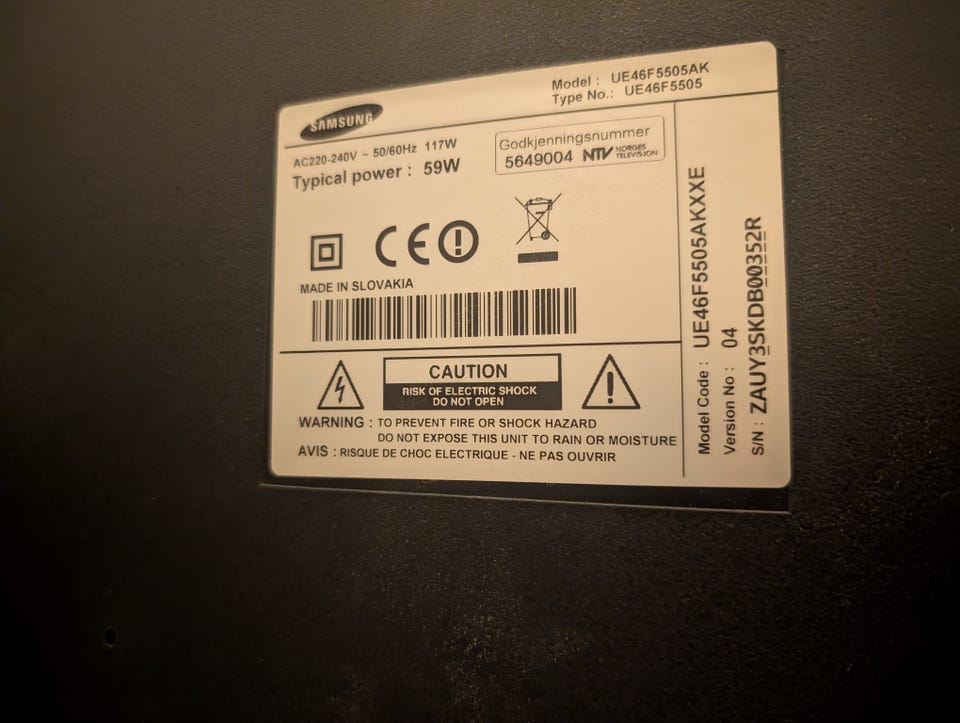 SAMSUNG
Model : UE46F5505AK
Type No.: UE46F5505
AC220-240V ~ 50/60Hz 117W
Typical power : 59W
Godkjenningsnummer
5649004 NTV NORGES TELEVISJON
CE
MADE IN SLOVAKIA
CAUTION
RISK OF ELECTRIC SHOCK
DO NOT OPEN
WARNING : TO PREVENT FIRE OR SHOCK HAZARD
DO NOT EXPOSE THIS UNIT TO RAIN OR MOISTURE
AVIS : RISQUE DE CHOC ELECTRIQUE - NE PAS OUVRIR
Model Code : UE46F5505AKXXE
Version No : 04
S/N : ZAUY3SKDB00352R